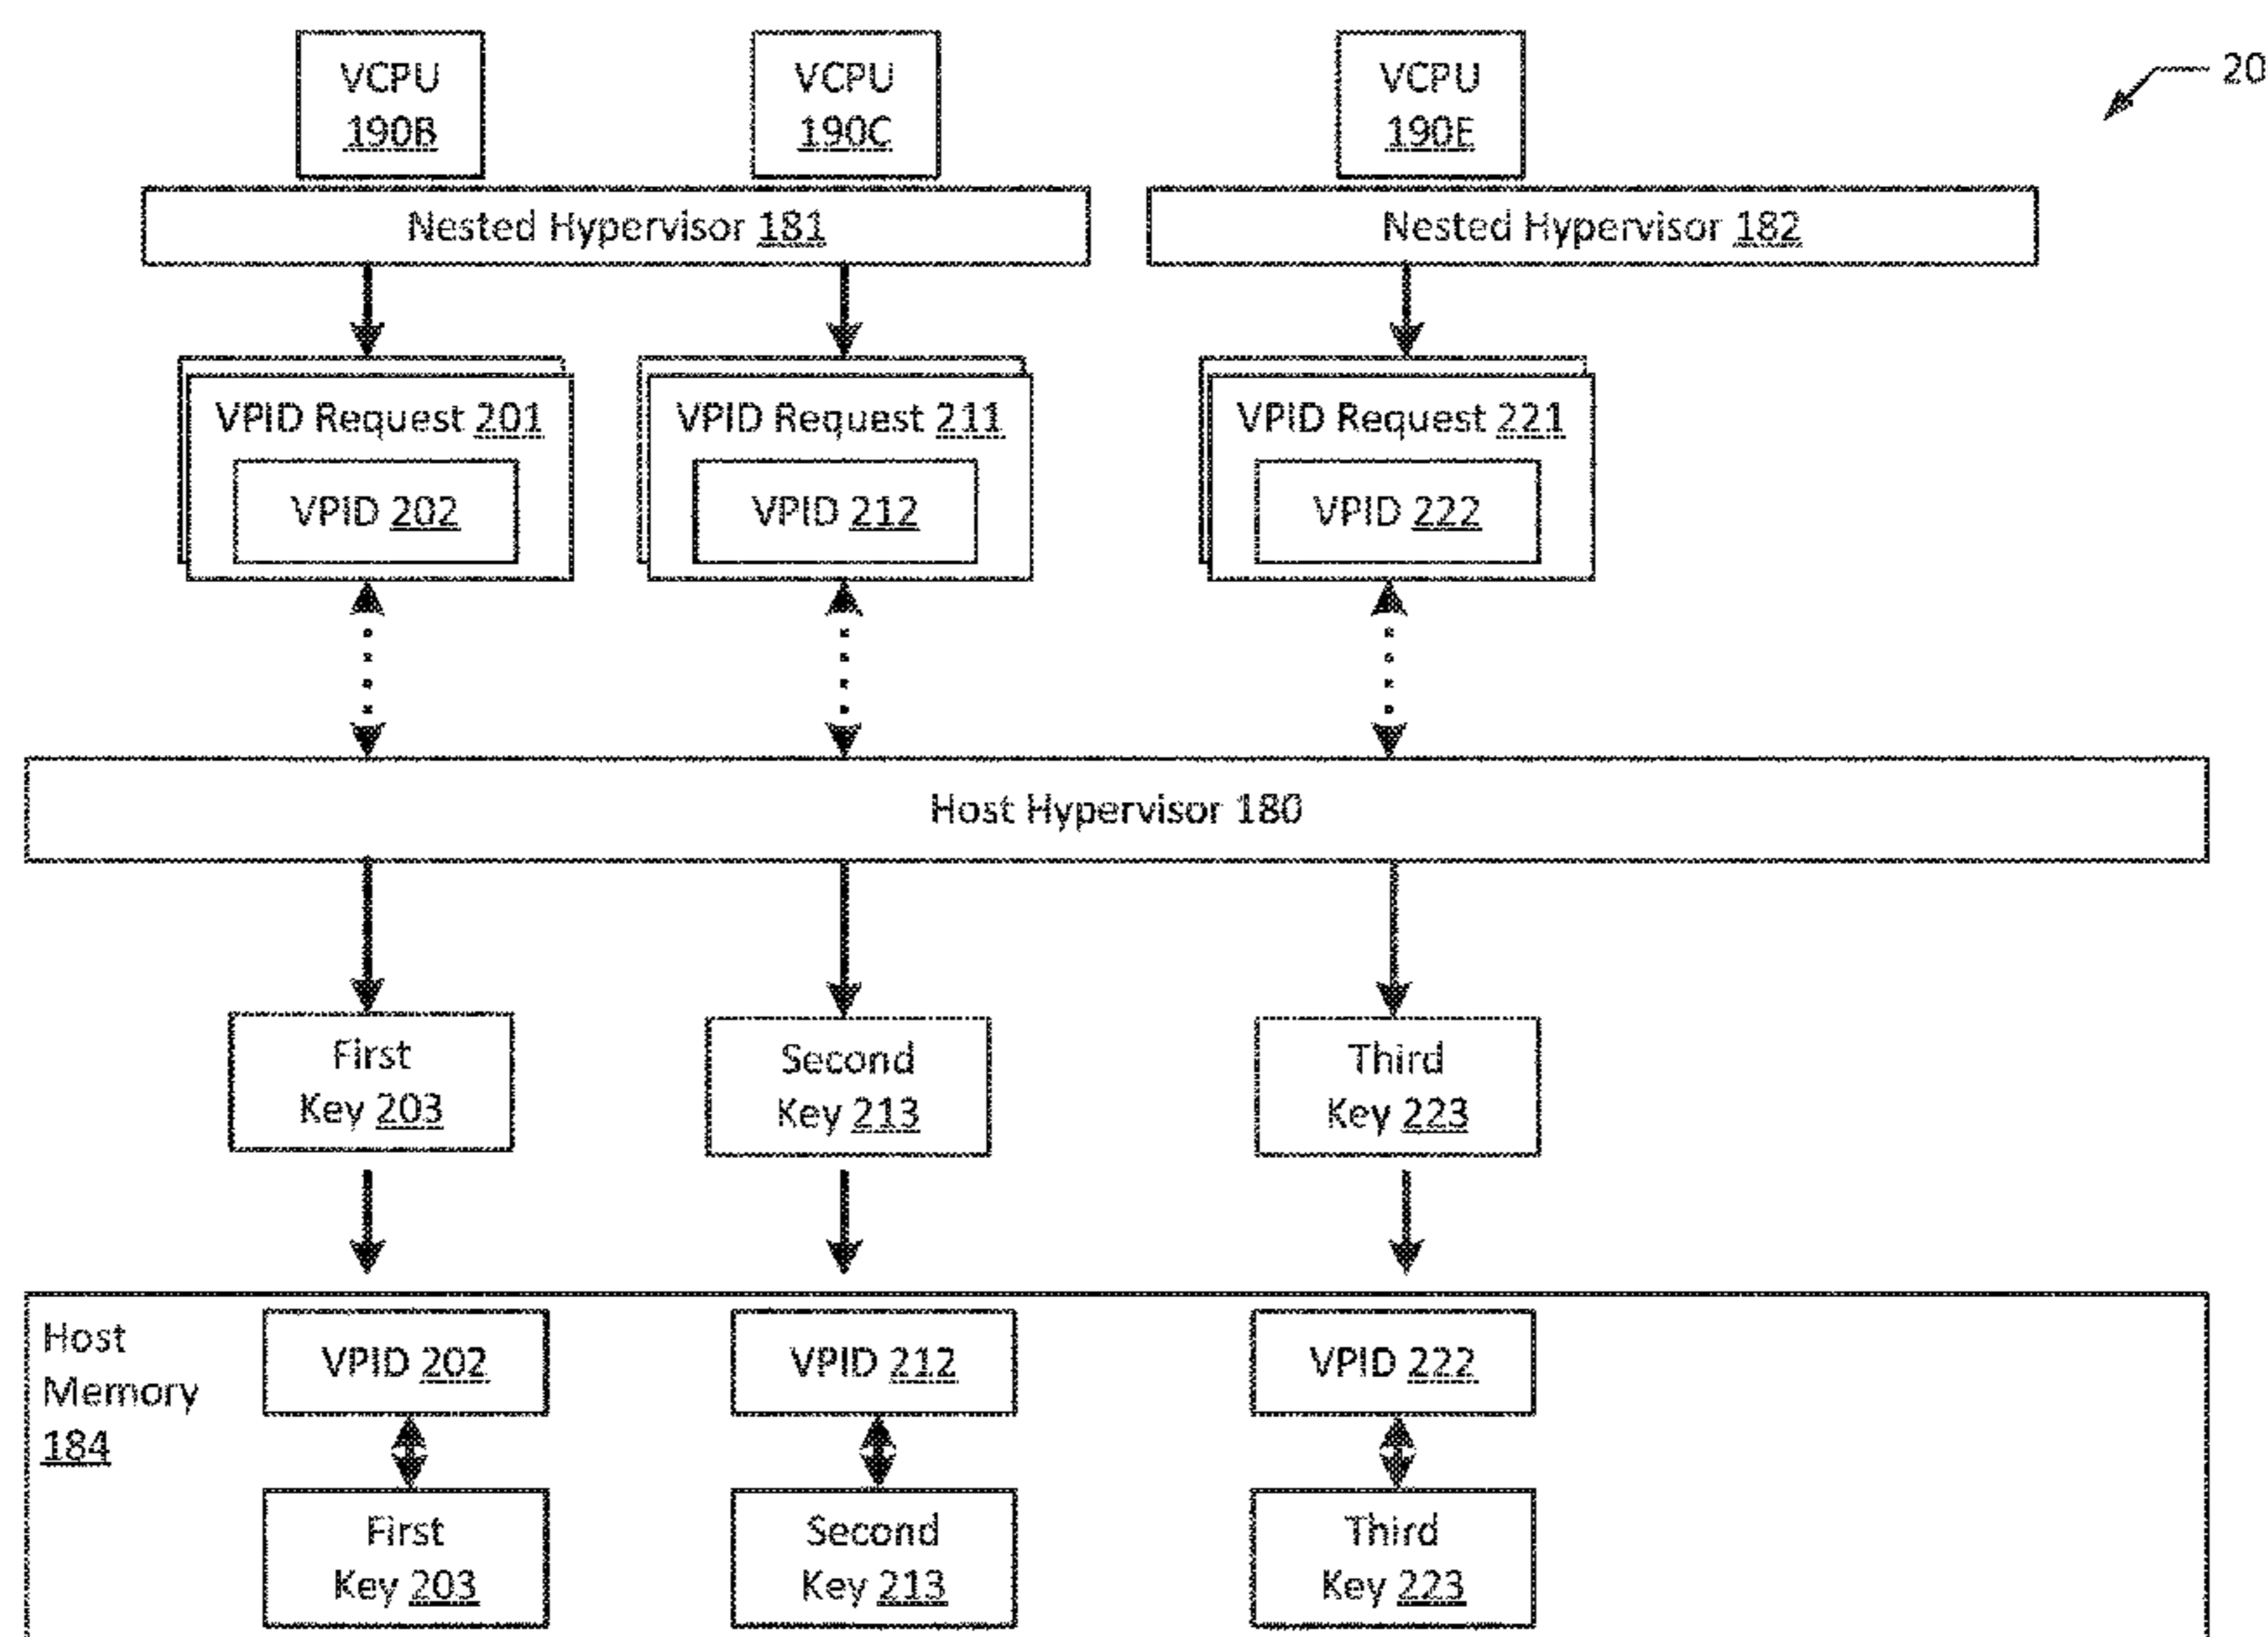 VCPU
190B
VCPU
190C
VCPU
190E
20
Nested Hypervisor 181
Nested Hypervisor 182
VPID Request 201
VPID 202
VPID Request 211
VPID 212
VPID Request 221
VPID 222
Host Hypervisor 180
First
Key 203
Second
Key 213
Third
Key 223
Host
Memory
184
VPID 202
VPID 212
VPID 222
First
Key 203
Second
Key 213
Third
Key 223